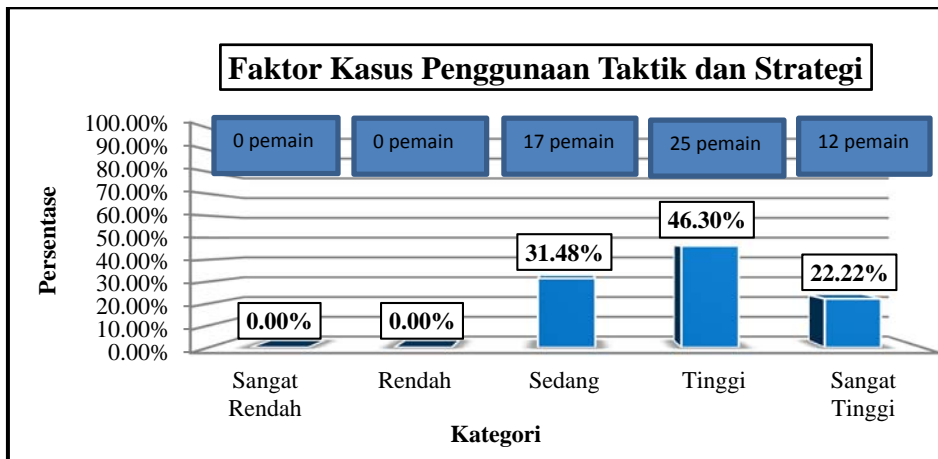 Faktor Kasus Penggunaan Taktik dan Strategi
100.00%
90.00%
80.00%
70.00%
60.00%
50.00%
40.00%
30.00%
20.00%
10.00%
0.00%
Persentase
0 pemain
0 pemain
17 pemain
25 pemain
12 pemain
0.00%
0.00%
31.48%
46.30%
22.22%
Sangat
Rendah
Rendah
Sedang
Tinggi
Sangat
Tinggi
Kategori